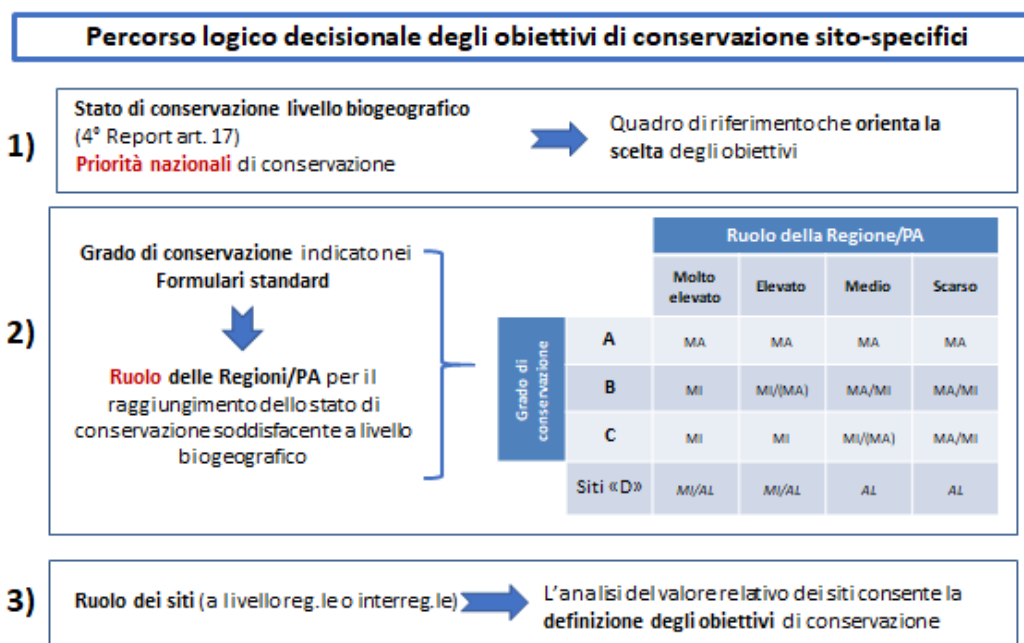 Percorso logico decisionale degli obiettivi di conservazione sito-specifici
1)
Stato di conservazione livello biogeografico
(4° Report art. 17)
Priorità nazionali di conservazione
Quadro di riferimento che orienta la
scelta degli obiettivi
2)
Grado di conservazione indicato nei
Formulari standard
Ruolo delle Regioni/PA per il
raggiungimento dello stato di
conservazione soddisfacente a livello
biogeografico
Ruolo della Regione/PA
Molto elevato Elevato Medio Scarso
Grado di conservazione
A MA MA MA MA
B MI MI/(MA) MA/MI MA/MI
C MI MI MI/(MA) MA/MI
Siti «D» MI/AL MI/AL AL AL
3)
Ruolo dei siti (a livello reg.le o interreg.le)
L'analisi del valore relativo dei siti consente la
definizione degli obiettivi di conservazione